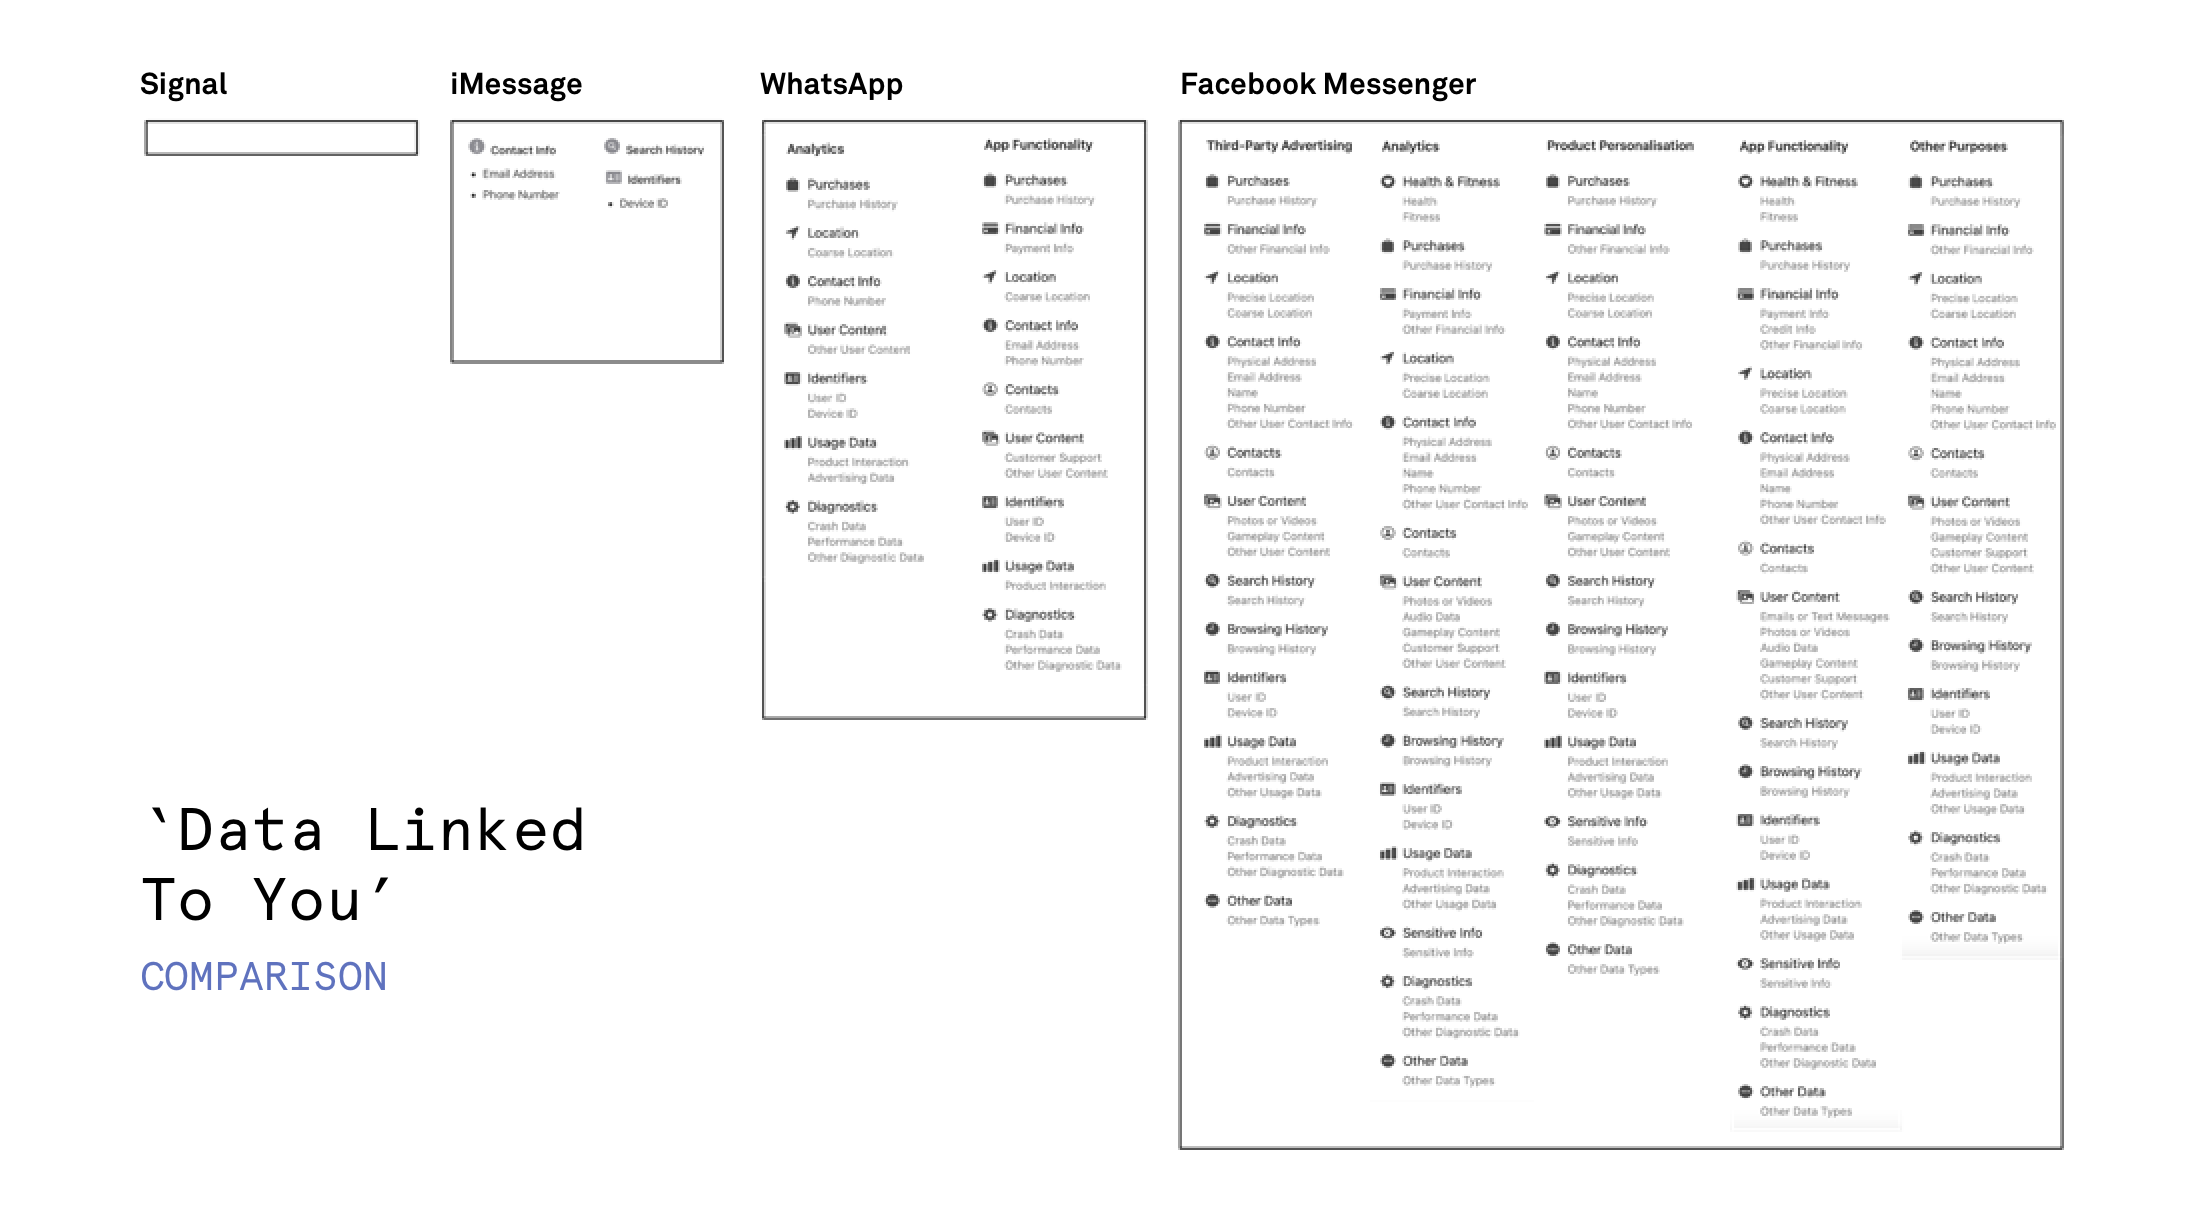 Signal
iMessage
Contact Info
Email Address
Phone Number
Search History
Identifiers
Device ID
WhatsApp
Analytics
Purchases
Purchase History
Location
Coarse Location
Contact Info
Phone Number
User Content
Other User Content
Identifiers
User ID
Device ID
Usage Data
Product Interaction
Advertising Data
Diagnostics
Crash Data
Performance Data
Other Diagnostic Data
App Functionality
Purchases
Purchase History
Financial Info
Payment Info
Location
Coarse Location
Contact Info
Email Address
Phone Number
Contacts
Contacts
User Content
Customer Support
Other User Content
Identifiers
User ID
Device ID
Usage Data
Product Interaction
Diagnostics
Crash Data
Performance Data
Other Diagnostic Data
Facebook Messenger
Third-Party Advertising
Purchases
Purchase History
Financial Info
Other Financial Info
Location
Precise Location
Coarse Location
Contact Info
Physical Address
Email Address
Name
Phone Number
Other User Contact Info
Contacts
Contacts
User Content
Photos or Videos
Gameplay Content
Other User Content
Search History
Search History
Browsing History
Browsing History
Identifiers
User ID
Device ID
Usage Data
Product Interaction
Advertising Data
Other Usage Data
Diagnostics
Crash Data
Performance Data
Other Diagnostic Data
Other Data
Other Data Types
Analytics
Health & Fitness
Health
Fitness
Purchases
Purchase History
Financial Info
Payment Info
Other Financial Info
Location
Precise Location
Coarse Location
Contact Info
Physical Address
Email Address
Name
Phone Number
Other User Contact Info
Contacts
Contacts
User Content
Photos or Videos
Audio Data
Gameplay Content
Customer Support
Other User Content
Search History
Search History
Browsing History
Browsing History
Identifiers
User ID
Device ID
Usage Data
Product Interaction
Advertising Data
Other Usage Data
Sensitive Info
Sensitive Info
Diagnostics
Crash Data
Performance Data
Other Diagnostic Data
Other Data
Other Data Types
Product Personalisation
Purchases
Purchase History
Financial Info
Other Financial Info
Location
Precise Location
Coarse Location
Contact Info
Physical Address
Email Address
Name
Phone Number
Other User Contact Info
Contacts
Contacts
User Content
Photos or Videos
Gameplay Content
Other User Content
Search History
Search History
Browsing History
Browsing History
Identifiers
User ID
Device ID
Usage Data
Product Interaction
Advertising Data
Other Usage Data
Sensitive Info
Sensitive Info
Diagnostics
Crash Data
Performance Data
Other Diagnostic Data
Other Data
Other Data Types
App Functionality
Health & Fitness
Health
Fitness
Purchases
Purchase History
Financial Info
Payment Info
Credit Info
Other Financial Info
Location
Precise Location
Coarse Location
Contact Info
Physical Address
Email Address
Name
Phone Number
Other User Contact Info
Contacts
Contacts
User Content
Emails or Text Messages
Photos or Videos
Audio Data
Gameplay Content
Customer Support
Other User Content
Search History
Search History
Browsing History
Browsing History
Identifiers
User ID
Device ID
Usage Data
Product Interaction
Advertising Data
Other Usage Data
Sensitive Info
Sensitive Info
Diagnostics
Crash Data
Performance Data
Other Diagnostic Data
Other Data
Other Data Types
Other Purposes
Purchases
Purchase History
Financial Info
Other Financial Info
Location
Precise Location
Coarse Location
Contact Info
Physical Address
Email Address
Name
Phone Number
Other User Contact Info
Contacts
Contacts
User Content
Photos or Videos
Gameplay Content
Customer Support
Other User Content
Search History
Search History
Browsing History
Browsing History
Identifiers
User ID
Device ID
Usage Data
Product Interaction
Advertising Data
Other Usage Data
Diagnostics
Crash Data
Performance Data
Other Diagnostic Data
Other Data
Other Data Types
‵Data Linked
To You′
COMPARISON